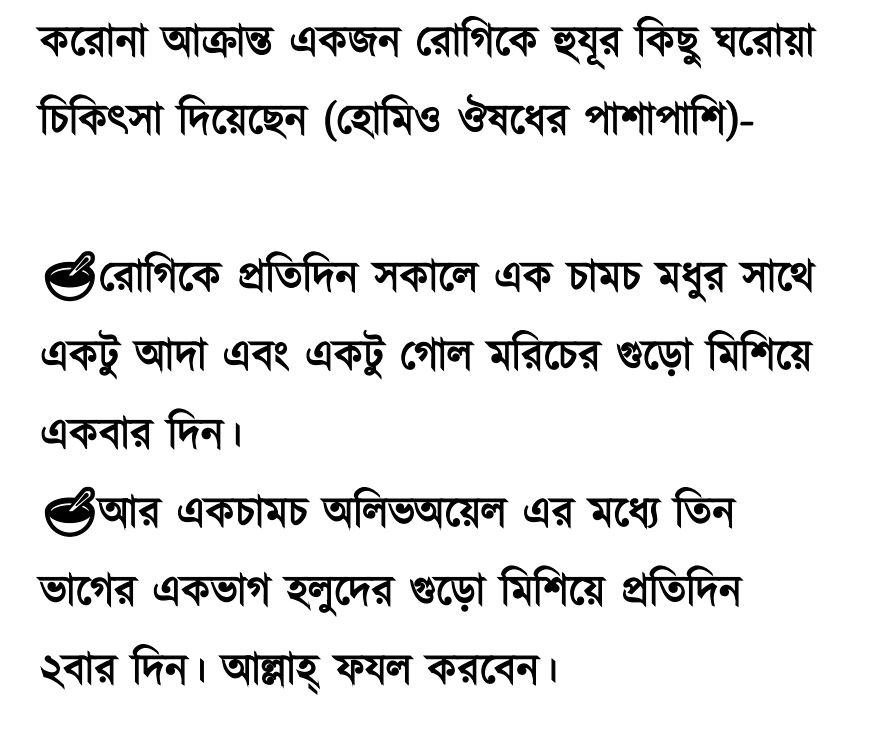 করোনা আক্রান্ত একজন রোগিকে হুযূর কিছু ঘরোয়া
চিকিৎসা দিয়েছেন (হোমিও ঔষধের পাশাপাশি)-
রোগিকে প্রতিদিন সকালে এক চামচ মধুর সাথে
একটু আদা এবং একটু গোল মরিচের গুড়ো মিশিয়ে
একবার দিন।
আর একচামচ অলিভঅয়েল এর মধ্যে তিন
ভাগের একভাগ হলুদের গুড়ো মিশিয়ে প্রতিদিন
২বার দিন। আল্লাহ্ ফযল করবেন।